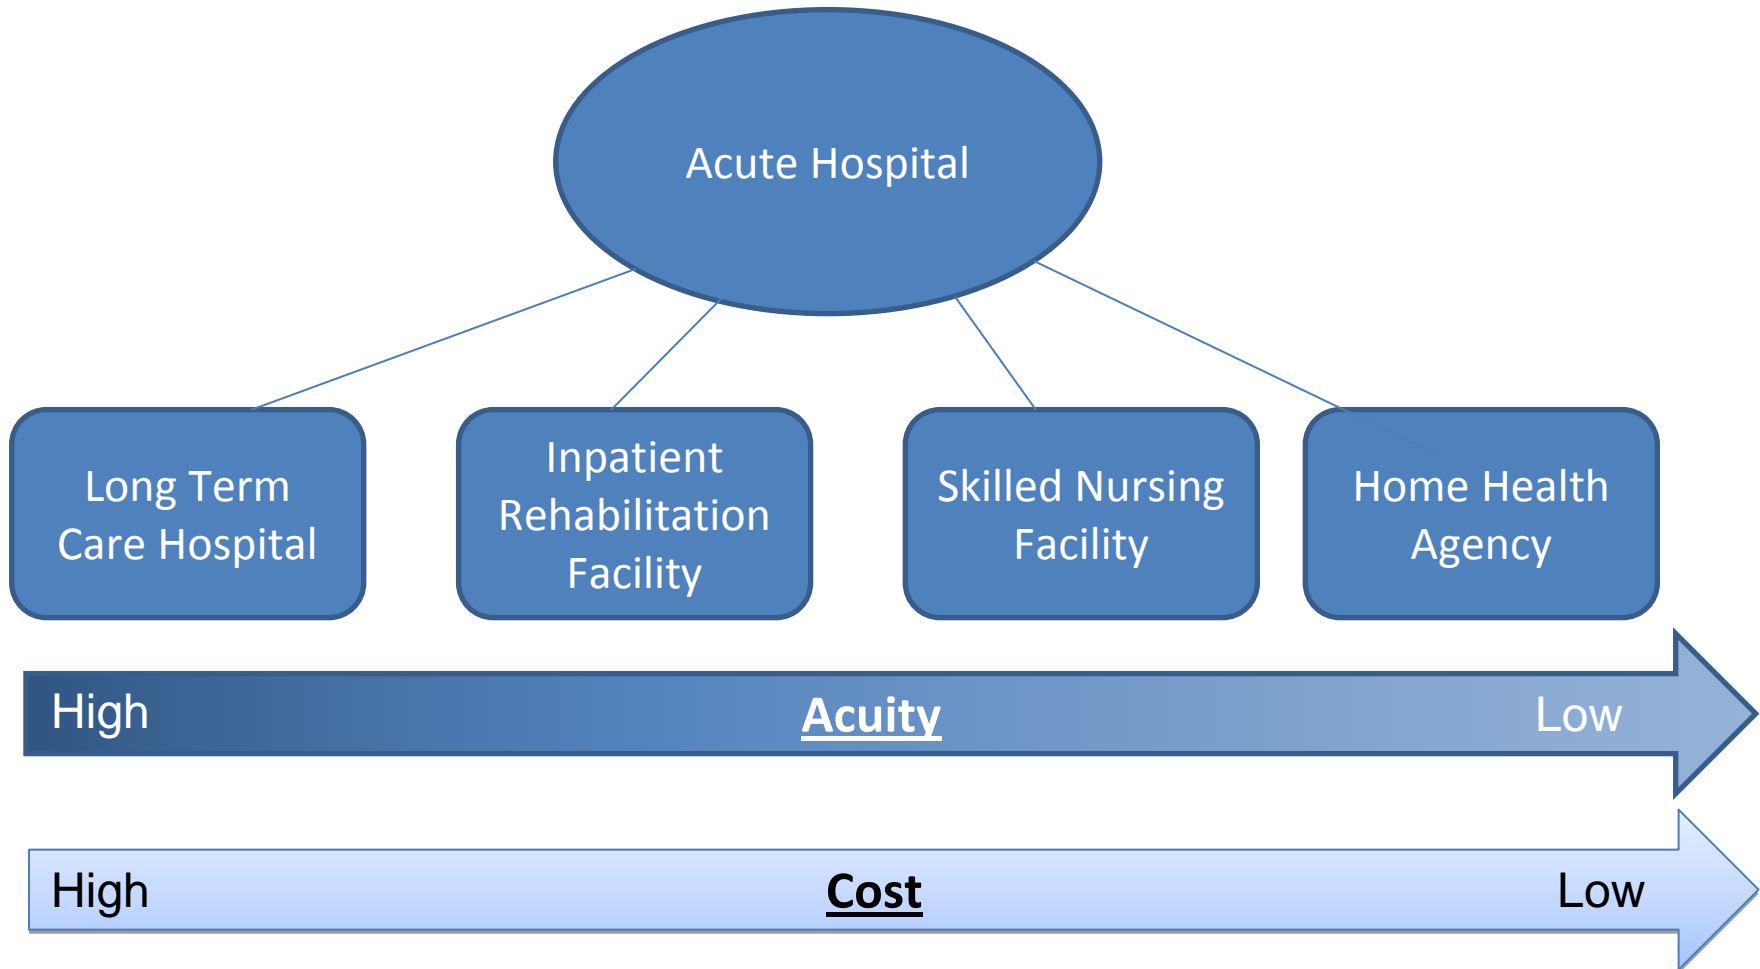 Acute Hospital
Long Term
Care Hospital
Inpatient
Rehabilitation
Facility
Skilled Nursing
Facility
Home Health
Agency
High Acuity Low
High Cost Low